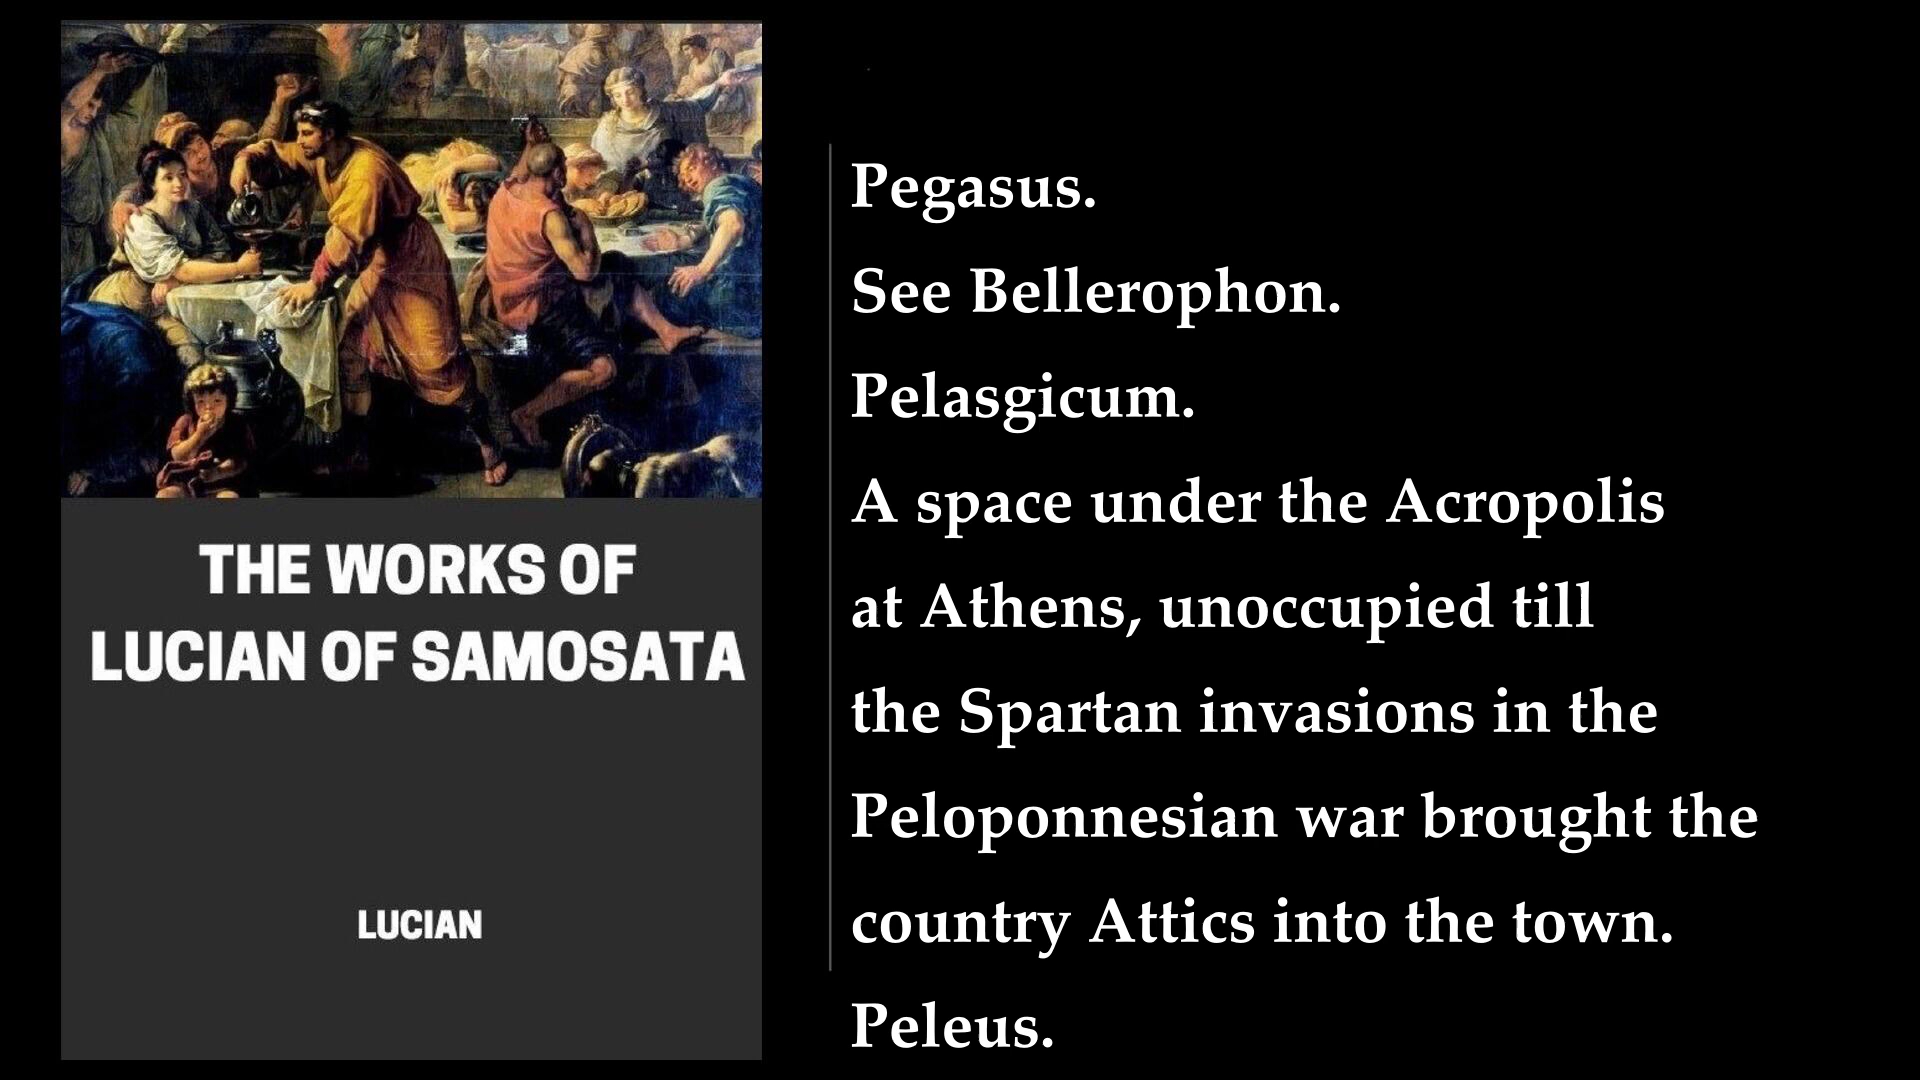 THE WORKS OF
LUCIAN OF SAMOSATA
LUCIAN
Pegasus.
See Bellerophon.
Pelasgicum.
A space under the Acropolis
at Athens, unoccupied till
the Spartan invasions in the
Peloponnesian war brought the
country Attics into the town.
Peleus.